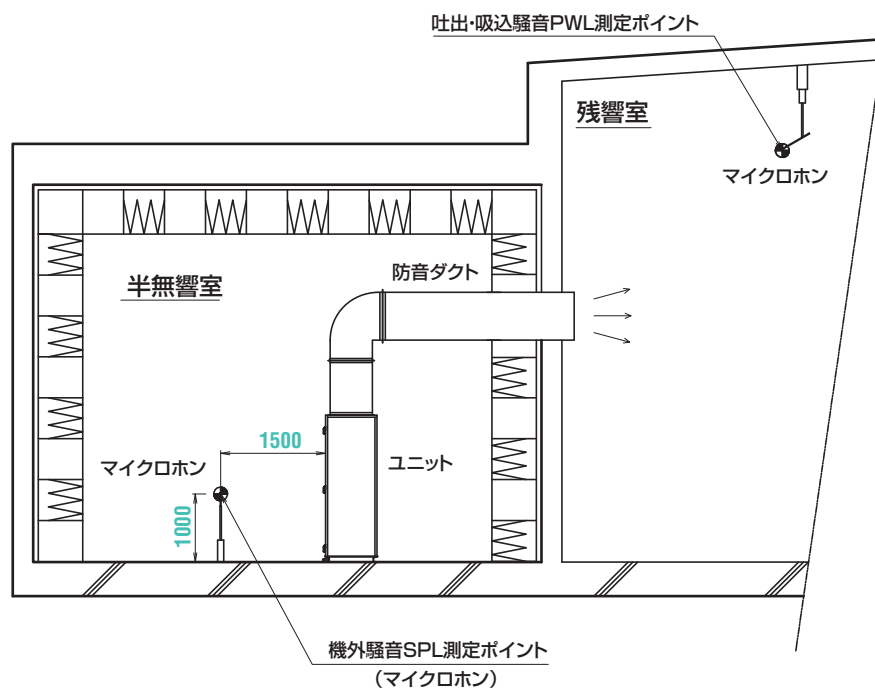 吐出・吸込騒音PWL測定ポイント
残響室
マイクロホン
防音ダクト
半無響室
1500
マイクロホン
ユニット
1000
機外騒音SPL測定ポイント
（マイクロホン）